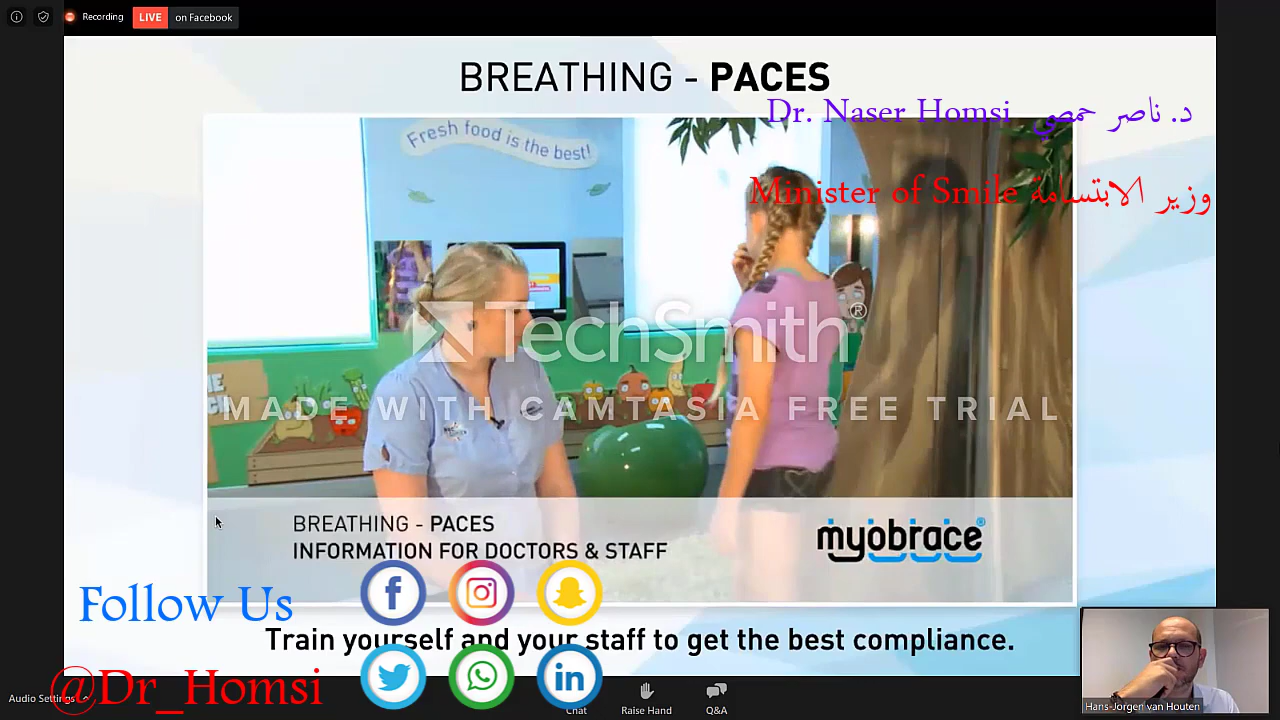 Recording
LIVE on Facebook
BREATHING - PACES
Dr. Naser Homsi د. ناصر حمصي
Fresh food is the best!
Minister of Smile وزير الابتسامة
TechSmith®
MADE WITH CAMTASIA FREE TRIAL
BREATHING - PACES
INFORMATION FOR DOCTORS & STAFF
myobrace®
Follow Us
Train yourself and your staff to get the best compliance.
@Dr_Homsi
Audio Settings
Chat
Raise Hand
Q&A
Hans-Jorgen van Houten